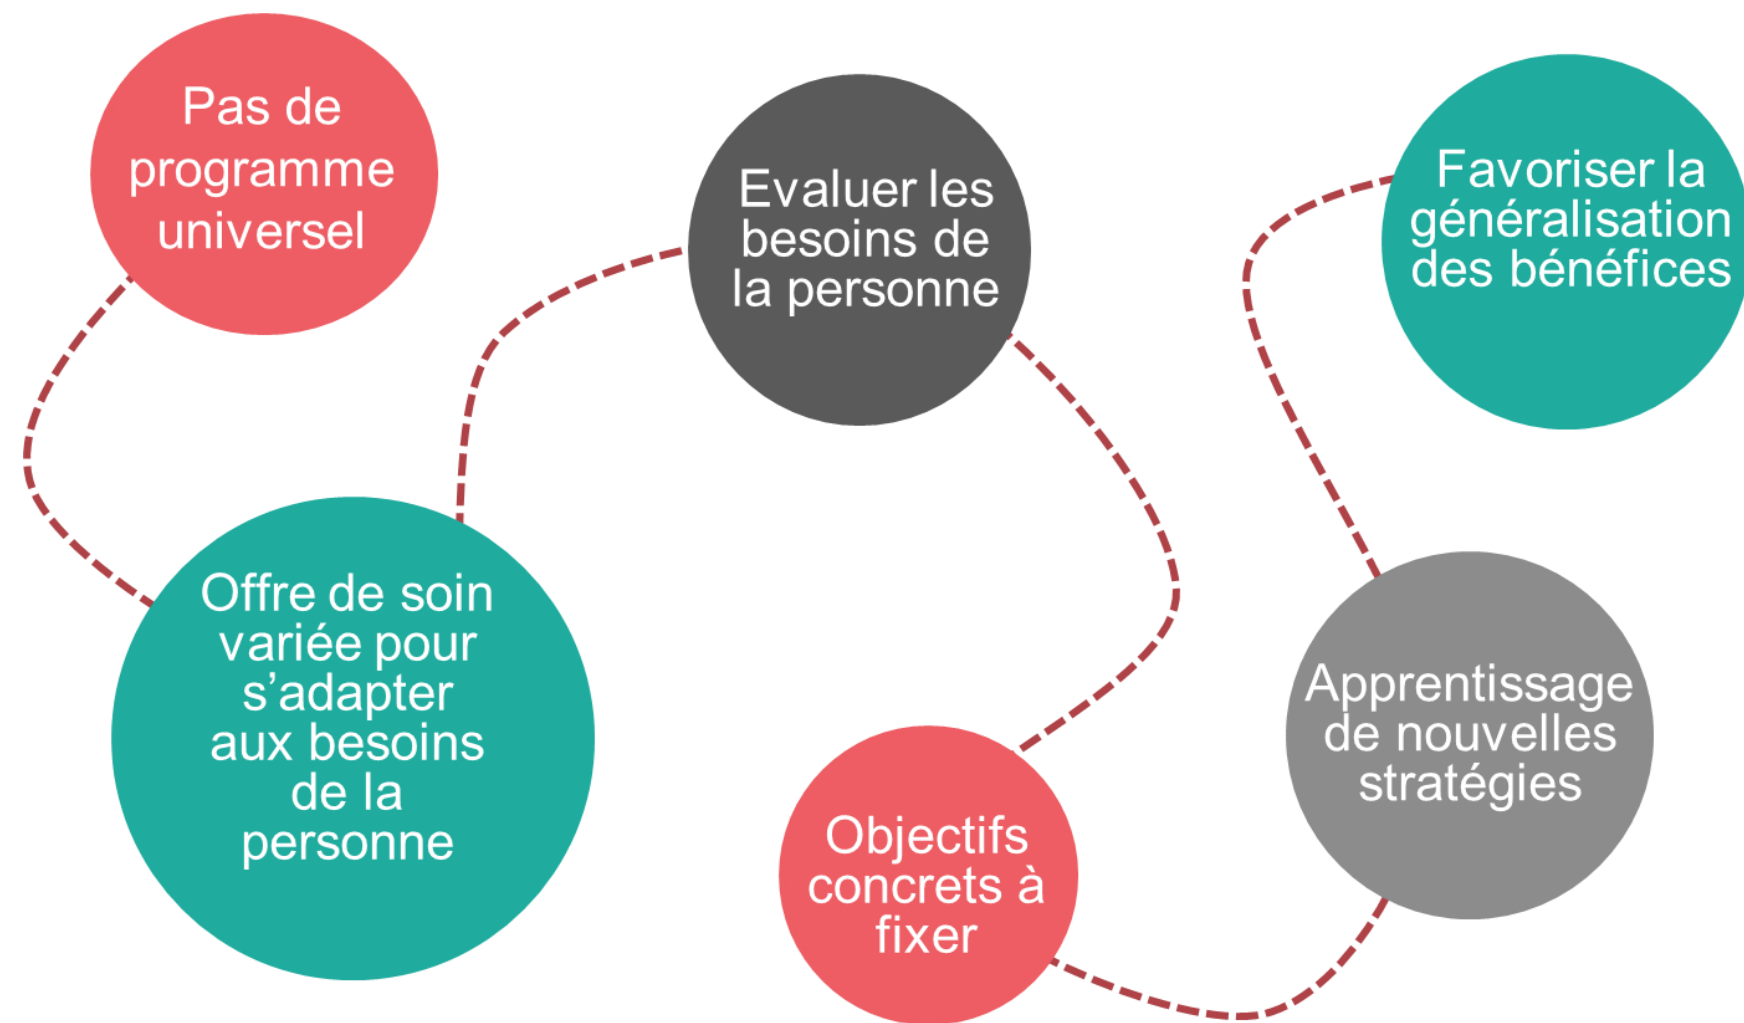 Pas de
programme
universel
Offre de soin
variée pour
s’adapter
aux besoins
de la
personne
Evaluer les
besoins de
la personne
Objectifs
concrets à
fixer
Apprentissage
de nouvelles
stratégies
Favoriser la
généralisation
des bénéfices